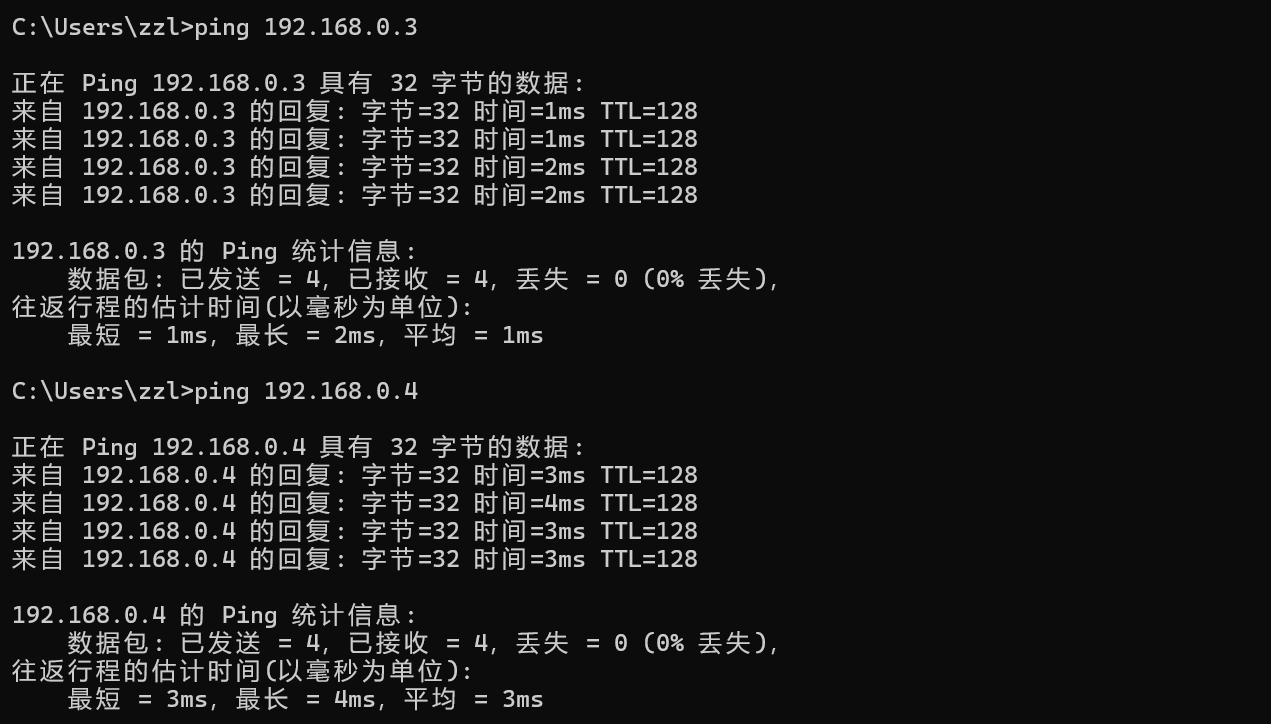 C:\Users\zzl>ping 192.168.0.3
正在 Ping 192.168.0.3 具有 32 字节的数据:
来自 192.168.0.3 的回复: 字节=32 时间=1ms TTL=128
来自 192.168.0.3 的回复: 字节=32 时间=1ms TTL=128
来自 192.168.0.3 的回复: 字节=32 时间=2ms TTL=128
来自 192.168.0.3 的回复: 字节=32 时间=2ms TTL=128
192.168.0.3 的 Ping 统计信息:
    数据包: 已发送 = 4, 已接收 = 4, 丢失 = 0 (0% 丢失),
往返行程的估计时间(以毫秒为单位):
    最短 = 1ms, 最长 = 2ms, 平均 = 1ms
C:\Users\zzl>ping 192.168.0.4
正在 Ping 192.168.0.4 具有 32 字节的数据:
来自 192.168.0.4 的回复: 字节=32 时间=3ms TTL=128
来自 192.168.0.4 的回复: 字节=32 时间=4ms TTL=128
来自 192.168.0.4 的回复: 字节=32 时间=3ms TTL=128
来自 192.168.0.4 的回复: 字节=32 时间=3ms TTL=128
192.168.0.4 的 Ping 统计信息:
    数据包: 已发送 = 4, 已接收 = 4, 丢失 = 0 (0% 丢失),
往返行程的估计时间(以毫秒为单位):
    最短 = 3ms, 最长 = 4ms, 平均 = 3ms